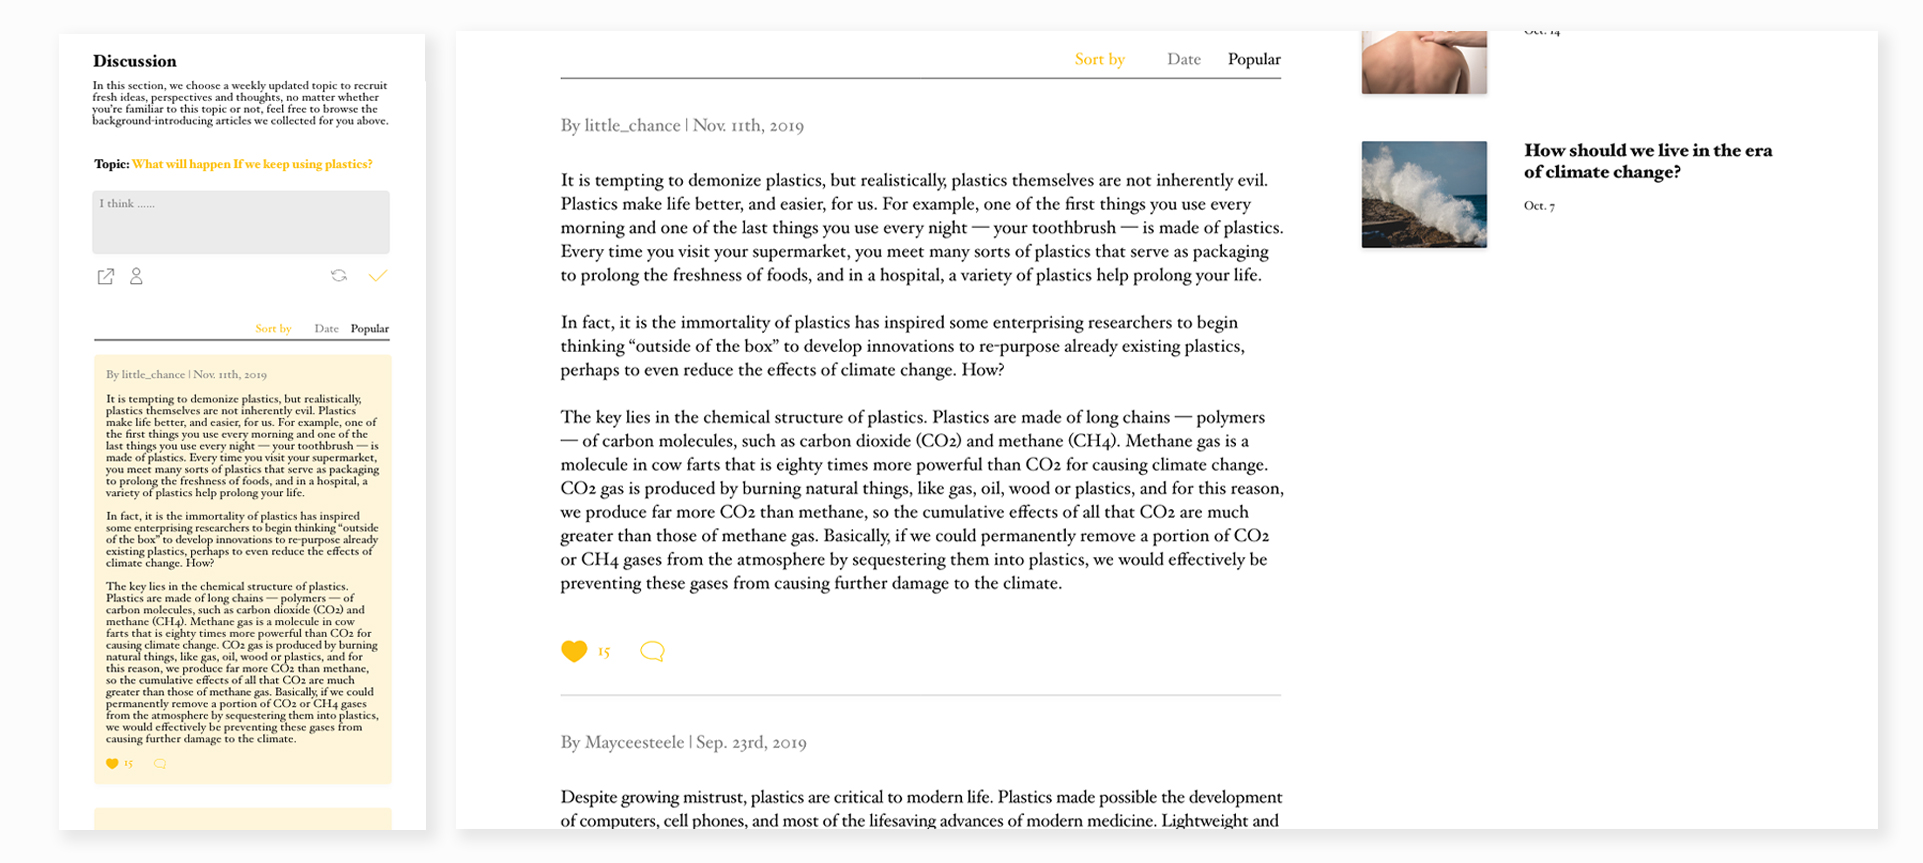 Discussion
In this section, we choose a weekly updated topic to recruit
fresh ideas, perspectives and thoughts, no matter whether
you're familiar to this topic or not, feel free to browse the
background-introducing articles we collected for you above.
Topic: What will happen If we keep using plastics?
I think ......
Sort by Date Popular
By little_chance | Nov. 11th, 2019
It is tempting to demonize plastics, but realistically,
plastics themselves are not inherently evil. Plastics
make life better, and easier, for us. For example, one of
the first things you use every morning and one of the
last things you use every night — your toothbrush — is
made of plastics. Every time you visit your supermarket,
you meet many sorts of plastics that serve as packaging
to prolong the freshness of foods, and in a hospital, a
variety of plastics help prolong your life.
In fact, it is the immortality of plastics has inspired
some enterprising researchers to begin thinking “outside
of the box” to develop innovations to re-purpose already
existing plastics, perhaps to even reduce the effects of
climate change. How?
The key lies in the chemical structure of plastics.
Plastics are made of long chains — polymers — of
carbon molecules, such as carbon dioxide (CO2) and
methane (CH4). Methane gas is a molecule in cow
farts that is eighty times more powerful than CO2 for
causing climate change. CO2 gas is produced by burning
natural things, like gas, oil, wood or plastics, and for
this reason, we produce far more CO2 than methane,
so the cumulative effects of all that CO2 are much
greater than those of methane gas. Basically, if we could
permanently remove a portion of CO2 or CH4 gases
from the atmosphere by sequestering them into plastics,
we would effectively be preventing these gases from
causing further damage to the climate.
15
Sort by Date Popular
By little_chance | Nov. 11th, 2019
It is tempting to demonize plastics, but realistically, plastics themselves are not inherently evil.
Plastics make life better, and easier, for us. For example, one of the first things you use every
morning and one of the last things you use every night — your toothbrush — is made of plastics.
Every time you visit your supermarket, you meet many sorts of plastics that serve as packaging
to prolong the freshness of foods, and in a hospital, a variety of plastics help prolong your life.
In fact, it is the immortality of plastics has inspired some enterprising researchers to begin
thinking “outside of the box” to develop innovations to re-purpose already existing plastics,
perhaps to even reduce the effects of climate change. How?
The key lies in the chemical structure of plastics. Plastics are made of long chains — polymers
— of carbon molecules, such as carbon dioxide (CO2) and methane (CH4). Methane gas is a
molecule in cow farts that is eighty times more powerful than CO2 for causing climate change.
CO2 gas is produced by burning natural things, like gas, oil, wood or plastics, and for this reason,
we produce far more CO2 than methane, so the cumulative effects of all that CO2 are much
greater than those of methane gas. Basically, if we could permanently remove a portion of CO2
or CH4 gases from the atmosphere by sequestering them into plastics, we would effectively be
preventing these gases from causing further damage to the climate.
15
By Mayceesteele | Sep. 23rd, 2019
Despite growing mistrust, plastics are critical to modern life. Plastics made possible the development
of computers, cell phones, and most of the lifesaving advances of modern medicine. Lightweight and
Oct. 14
How should we live in the era
of climate change?
Oct. 7